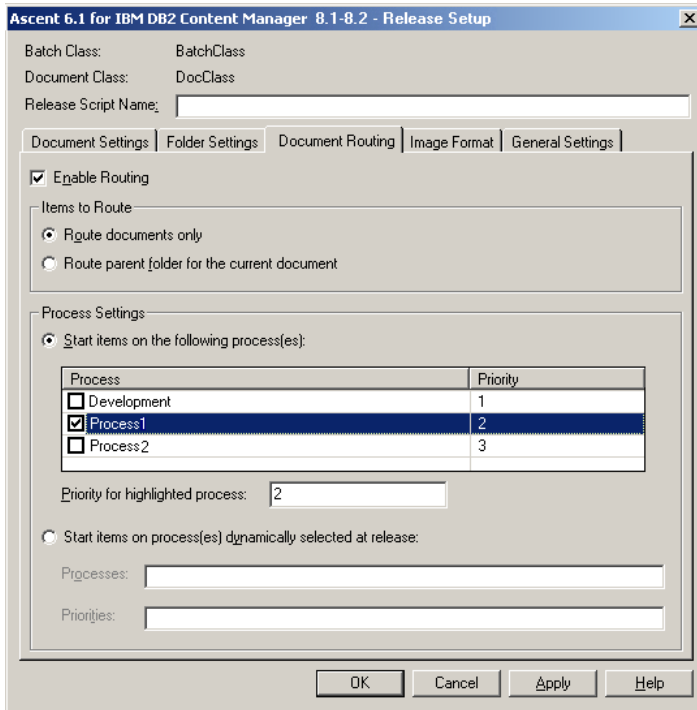 Ascent 6.1 for IBM DB2 Content Manager 8.1-8.2 - Release Setup
Batch Class: BatchClass
Document Class: DocClass
Release Script Name:
Document Settings Folder Settings Document Routing Image Format General Settings
Enable Routing
Items to Route
Route documents only
Route parent folder for the current document
Process Settings
Start items on the following process(es):
Process Priority
Development 1
Process1 2
Process2 3
Priority for highlighted process: 2
Start items on process(es) dynamically selected at release:
Processes:
Priorities:
OK Cancel Apply Help